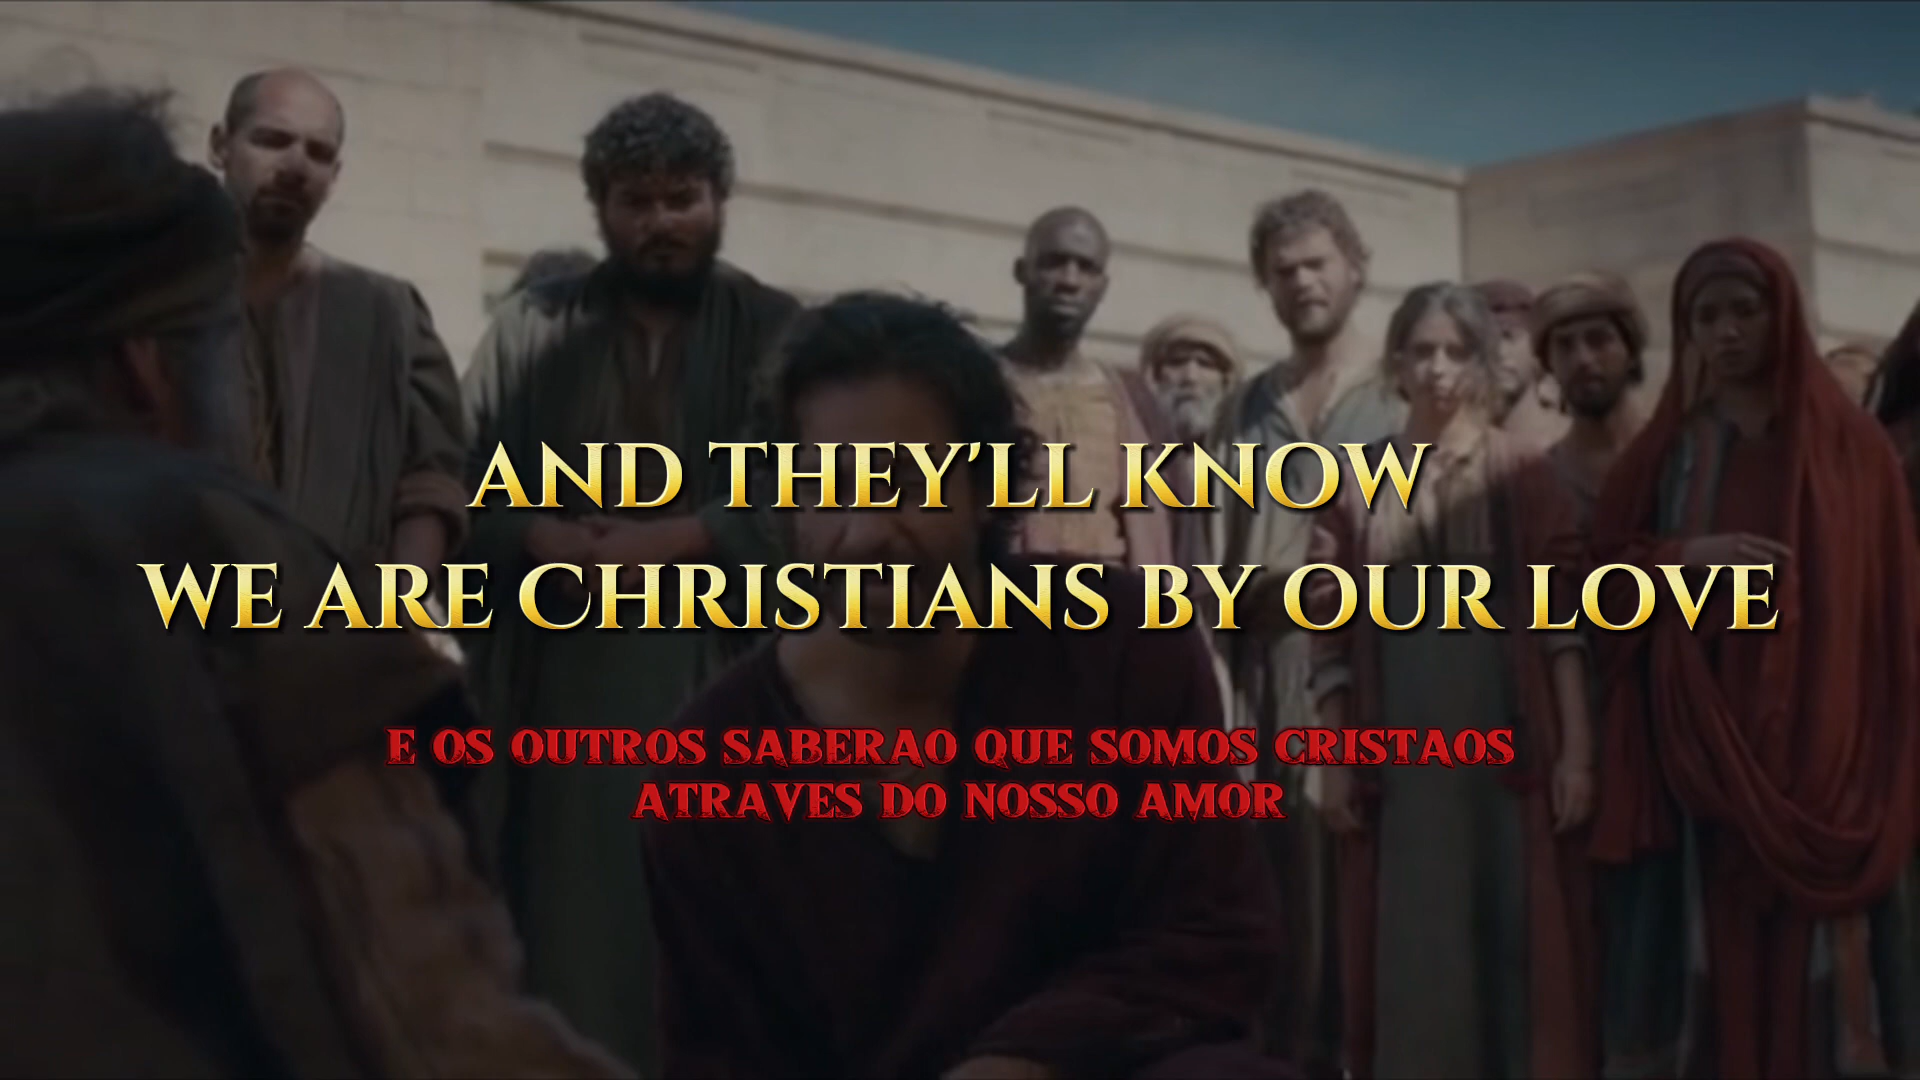 AND THEY'LL KNOW
WE ARE CHRISTIANS BY OUR LOVE
E OS OUTROS SABERAO QUE SOMOS CRISTAOS
ATRAVES DO NOSSO AMOR